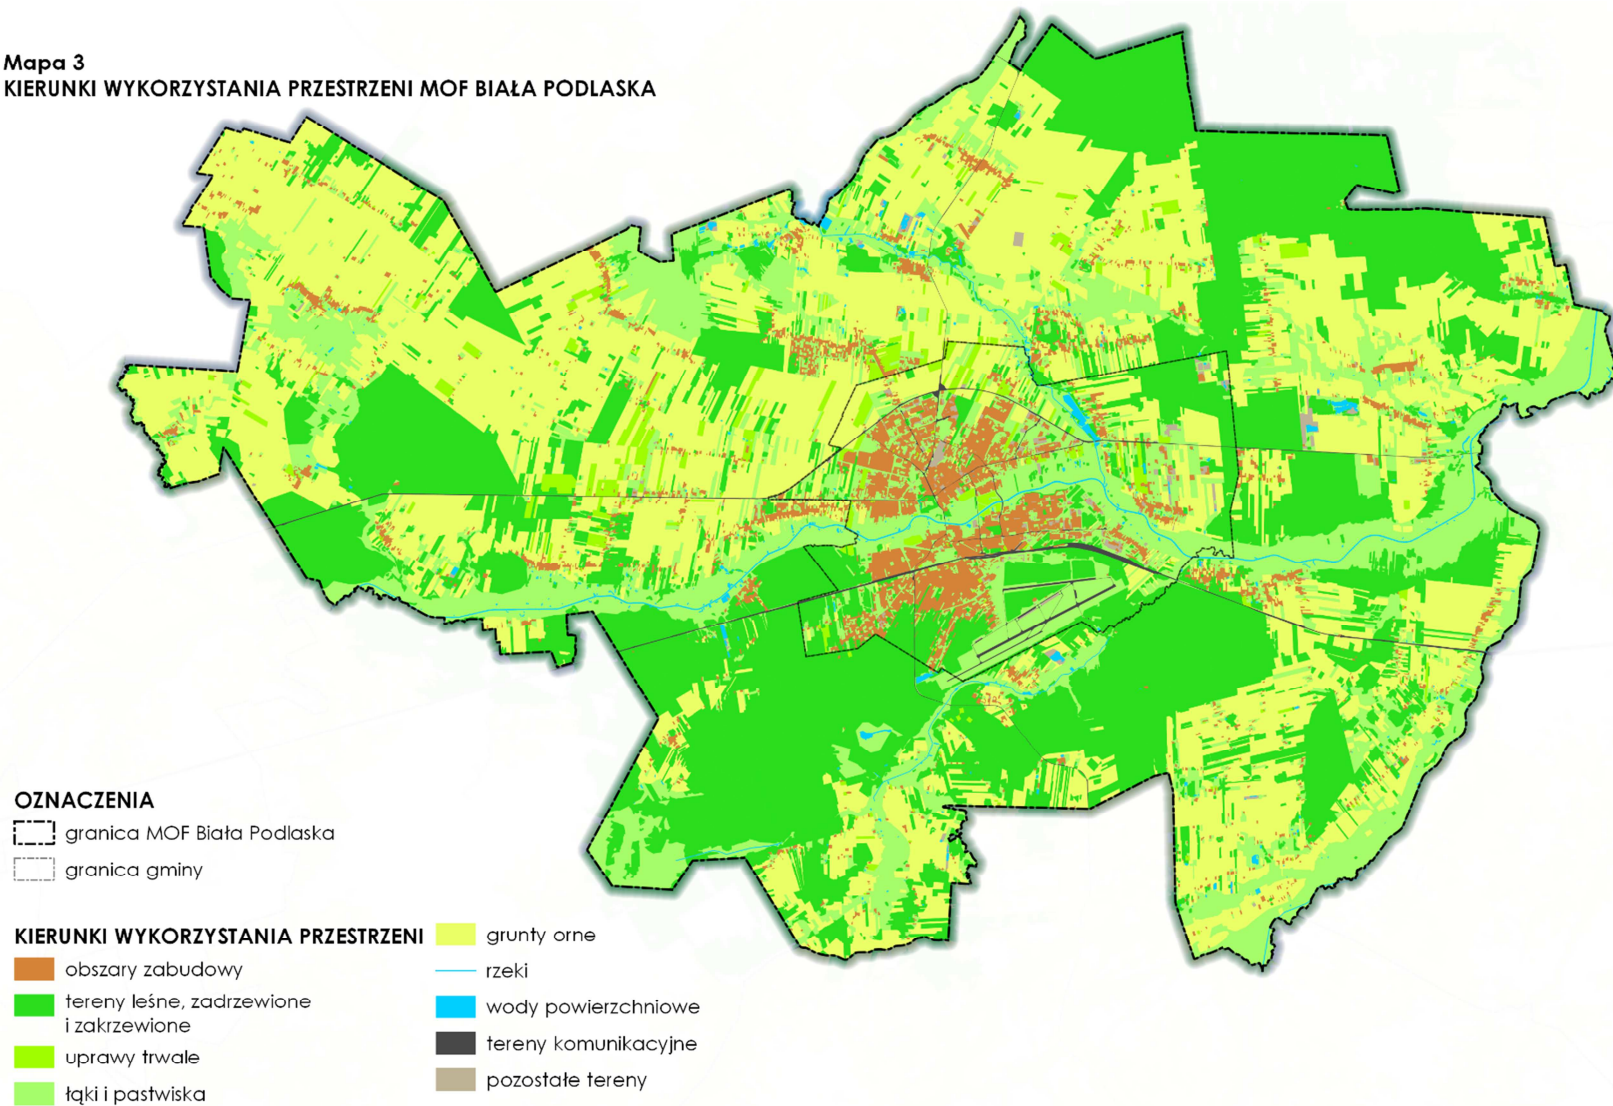 Mapa 3
KIERUNKI WYKORZYSTANIA PRZESTRZENI MOF BIAŁA PODLASKA
OZNACZENIA
granica MOF Biała Podlaska
granica gminy
KIERUNKI WYKORZYSTANIA PRZESTRZENI
obszary zabudowy
tereny leśne, zadrzewione
i zakrzewione
uprawy trwałe
łąki i pastwiska
grunty orne
rzeki
wody powierzchniowe
tereny komunikacyjne
pozostałe tereny